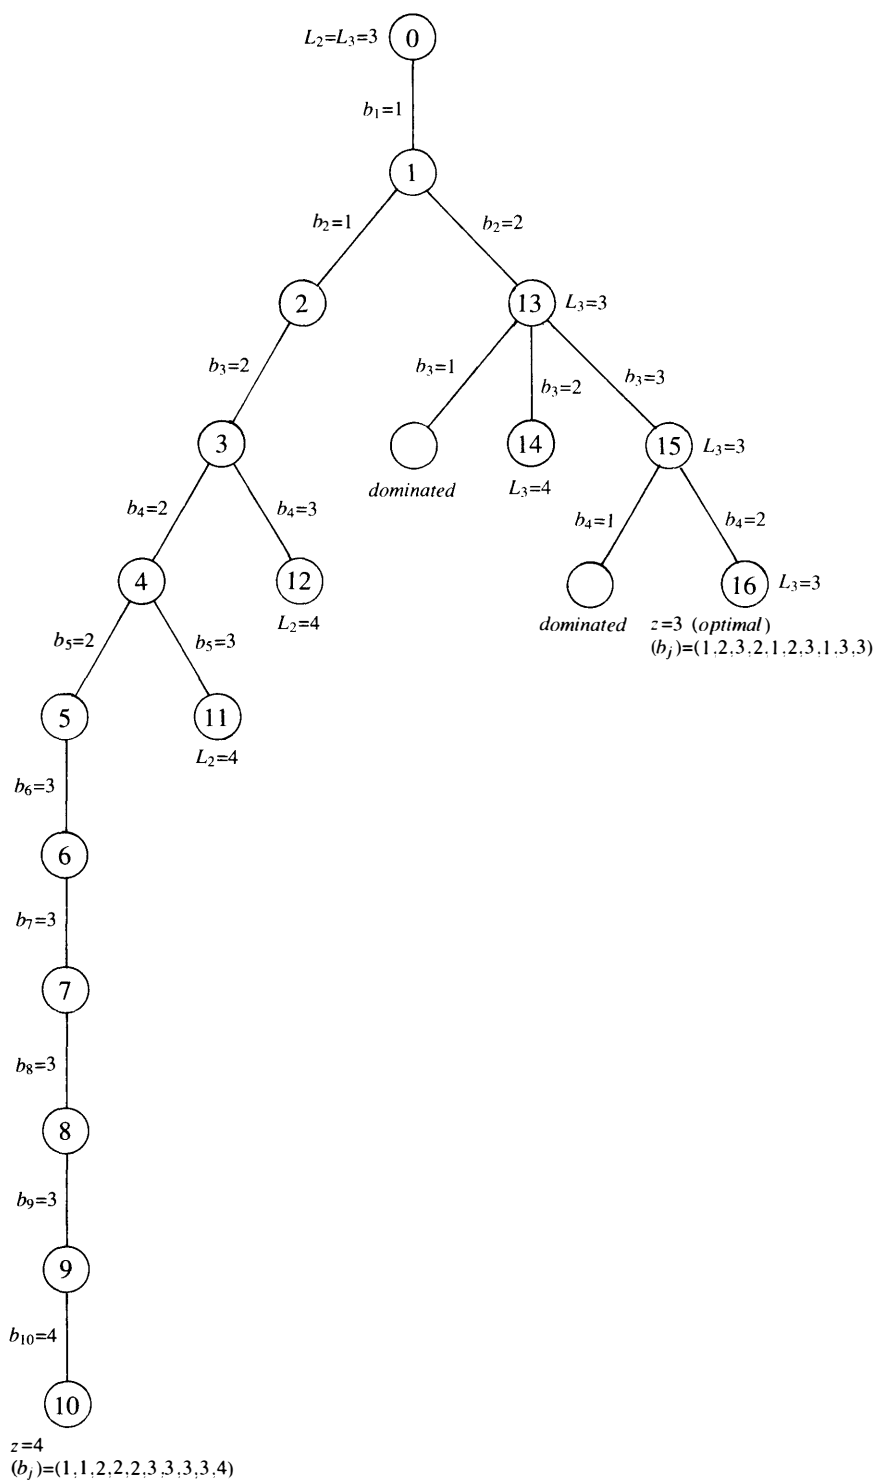 L₂=L₃=3 0
b₁=1
1
b₂=1 b₂=2
2 13 L₃=3
b₃=2 b₃=1 b₃=2 b₃=3
3 14 15 L₃=3
dominated L₃=4
b₄=2 b₄=3 b₄=1 b₄=2
4 12 16 L₃=3
L₂=4 dominated z=3 (optimal)
(bⱼ)=(1,2,3,2,1,2,3,1,3,3)
b₅=2 b₅=3
5 11
L₂=4
b₆=3
6
b₇=3
7
b₈=3
8
b₉=3
9
b₁₀=4
10
z=4
(bⱼ)=(1,1,2,2,2,3,3,3,3,4)